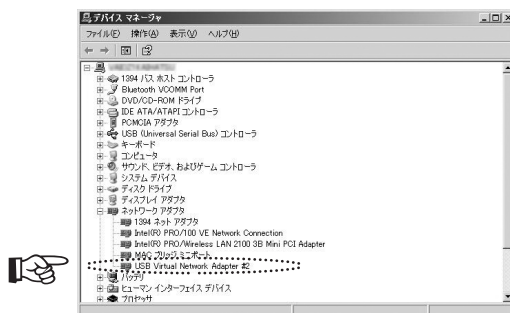 デバイス マネージャ
ファイル(F) 操作(A) 表示(V) ヘルプ(H)
1394 バス ホスト コントローラ
Bluetooth VCOMM Port
DVD/CD-ROM ドライブ
IDE ATA/ATAPI コントローラ
PCMCIA アダプタ
USB (Universal Serial Bus) コントローラ
キーボード
コンピュータ
サウンド、ビデオ、およびゲーム コントローラ
システム デバイス
ディスク ドライブ
ディスプレイ アダプタ
ネットワーク アダプタ
1394 ネット アダプタ
Intel(R) PRO/100 VE Network Connection
Intel(R) PRO/Wireless LAN 2100 3B Mini PCI Adapter
MAC ブリッジ ミニポート
USB Virtual Network Adapter #2
バッテリ
ヒューマン インターフェイス デバイス
プロセッサ